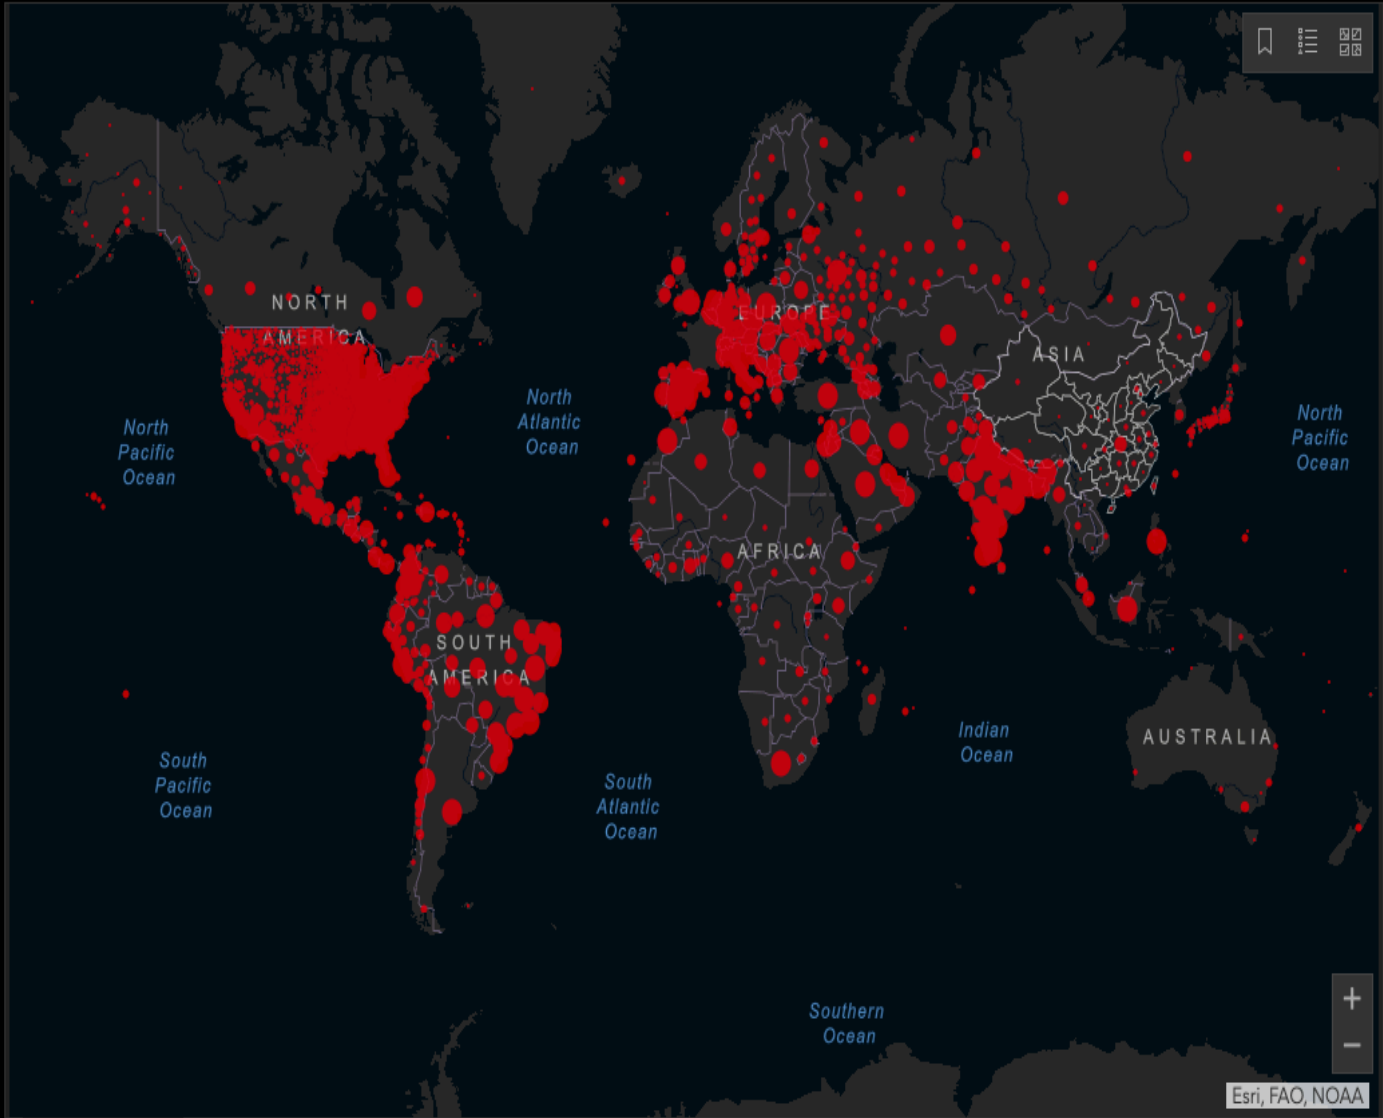 NORTH
AMERICA
EUROPE
ASIA
North
Atlantic
Ocean
North
Pacific
Ocean
North
Pacific
Ocean
AFRICA
SOUTH
AMERICA
Indian
Ocean
AUSTRALIA
South
Pacific
Ocean
South
Atlantic
Ocean
Southern
Ocean
+
−
Esri, FAO, NOAA